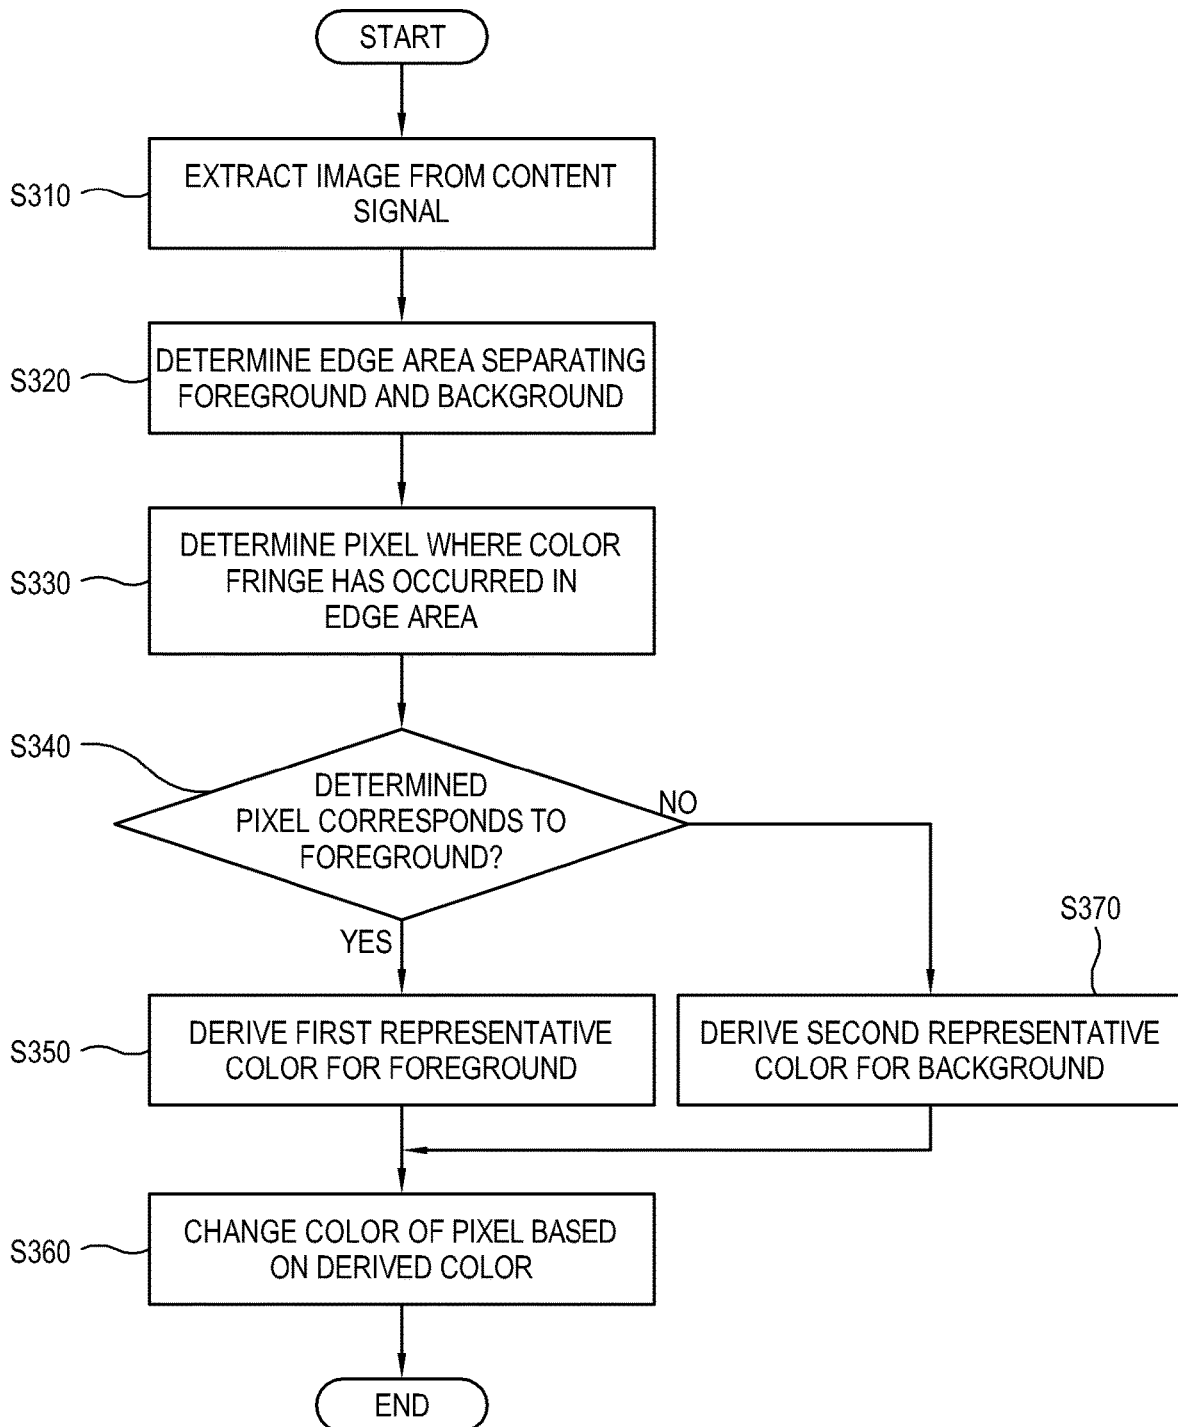 START
S310
EXTRACT IMAGE FROM CONTENT
SIGNAL
S320
DETERMINE EDGE AREA SEPARATING
FOREGROUND AND BACKGROUND
S330
DETERMINE PIXEL WHERE COLOR
FRINGE HAS OCCURRED IN
EDGE AREA
S340
DETERMINED
PIXEL CORRESPONDS TO
FOREGROUND?
NO
YES
S370
S350
DERIVE FIRST REPRESENTATIVE
COLOR FOR FOREGROUND
DERIVE SECOND REPRESENTATIVE
COLOR FOR BACKGROUND
S360
CHANGE COLOR OF PIXEL BASED
ON DERIVED COLOR
END